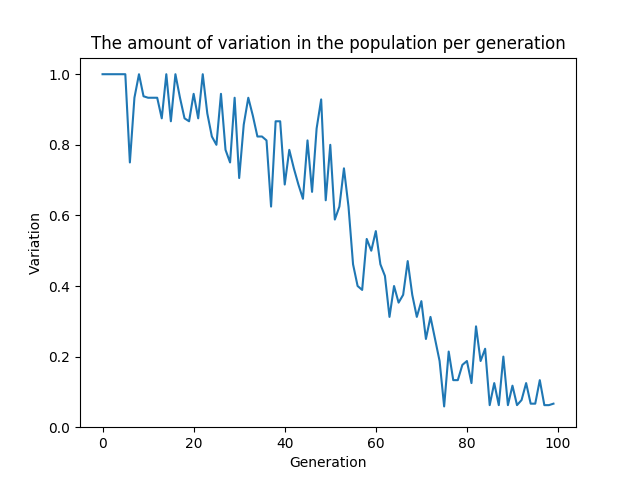 The amount of variation in the population per generation
1.0
0.8
0.6
0.4
0.2
0.0
Variation
0 20 40 60 80 100
Generation